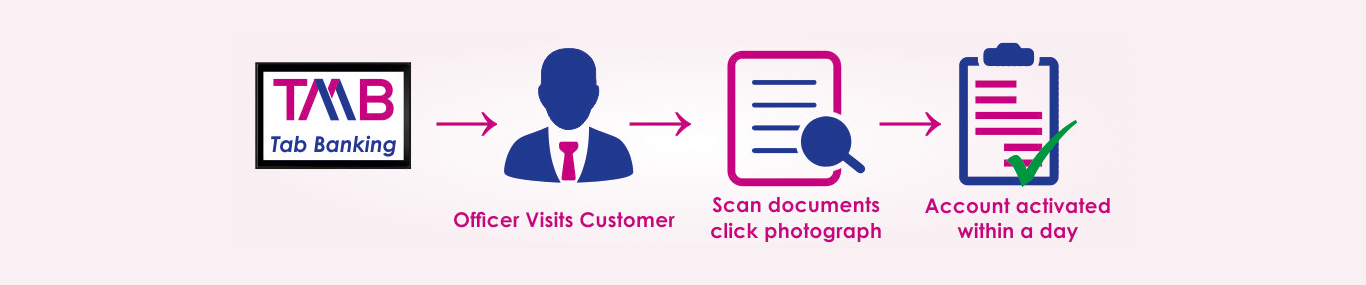 TMB
Tab Banking
Officer Visits Customer
Scan documents
click photograph
Account activated
within a day